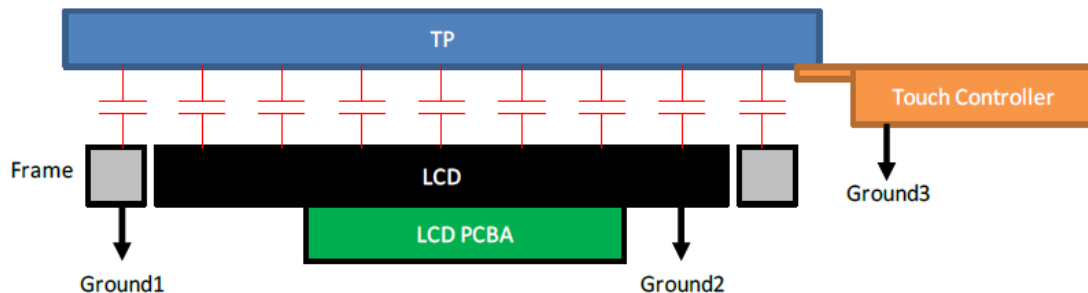 TP
Touch Controller
Frame
LCD
Ground3
LCD PCBA
Ground1
Ground2